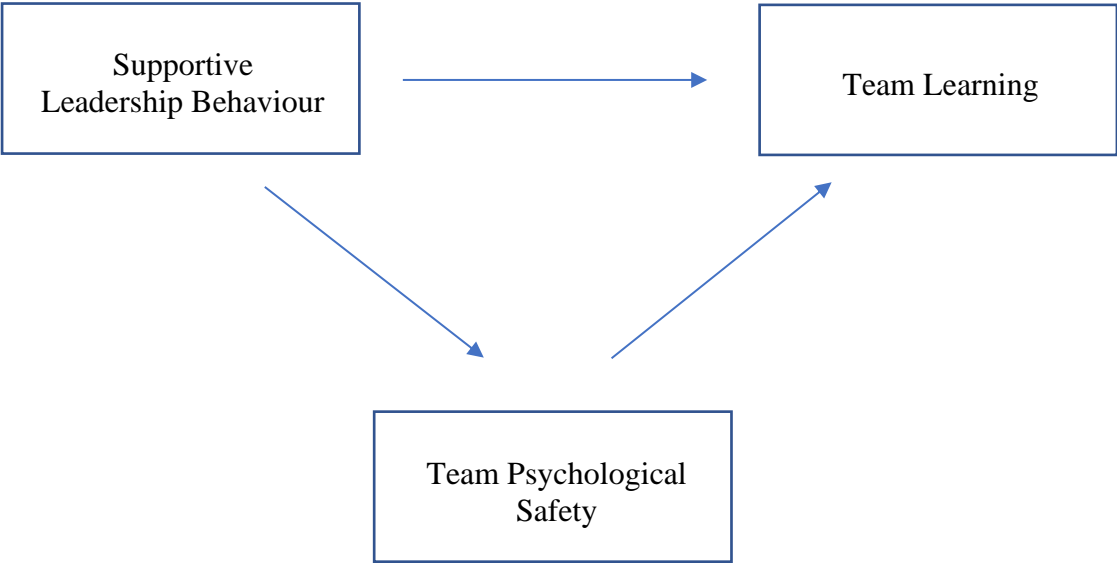 Supportive
Leadership Behaviour
Team Learning
Team Psychological
Safety